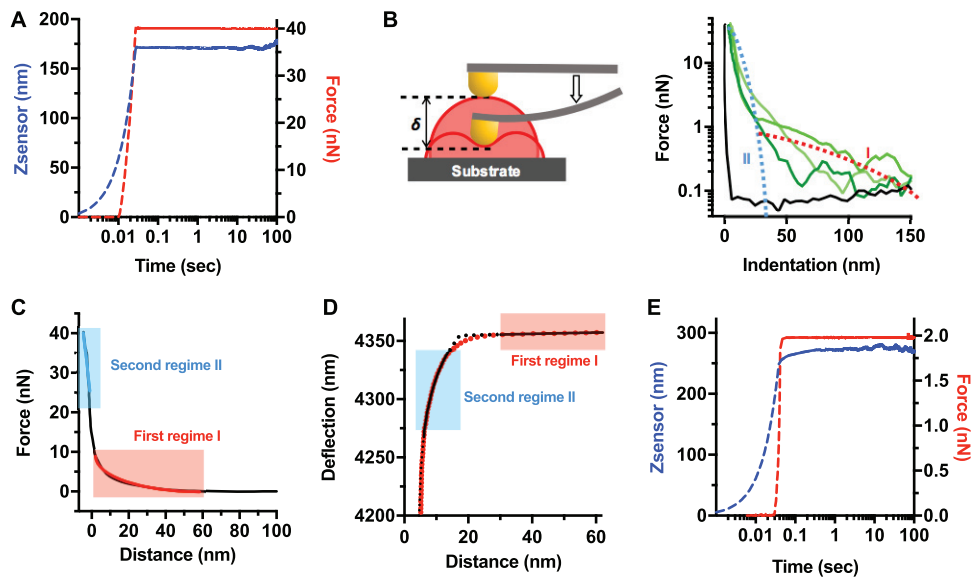 A
200
150
100
50
0
Zsensor (nm)
40
30
20
10
0
Force (nN)
0.01 0.1 1 10 100
Time (sec)
B
δ
Substrate
10
1
0.1
Force (nN)
I
II
0 50 100 150
Indentation (nm)
C
40
30
20
10
0
Force (nN)
Second regime II
First regime I
0 20 40 60 80 100
Distance (nm)
D
4350
4300
4250
4200
Deflection (nm)
First regime I
Second regime II
0 10 20 30 40 50 60
Distance (nm)
E
300
200
100
0
Zsensor (nm)
2.0
1.5
1.0
0.5
0.0
Force (nN)
0.01 0.1 1 10 100
Time (sec)